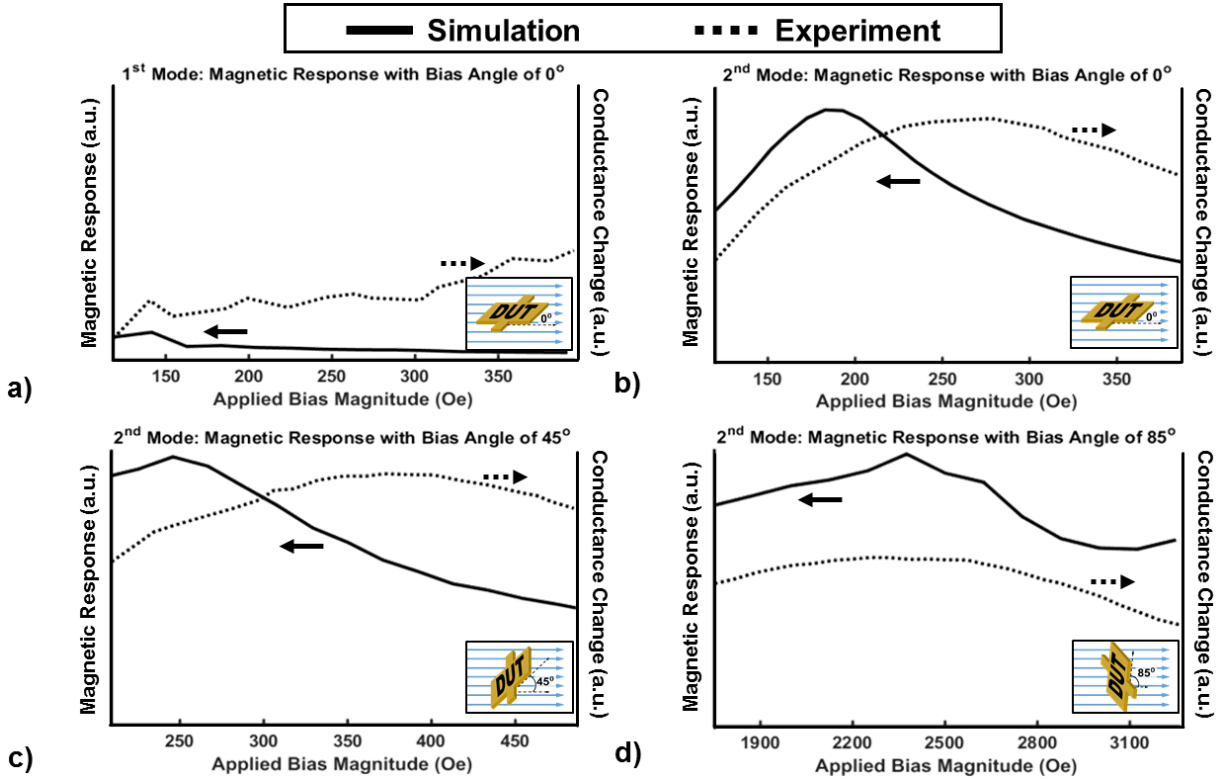 Simulation Experiment
1st Mode: Magnetic Response with Bias Angle of 0°
Magnetic Response (a.u.)
Conductance Change (a.u.)
DUT
0°
150 200 250 300 350
Applied Bias Magnitude (Oe)
a)
2nd Mode: Magnetic Response with Bias Angle of 0°
Magnetic Response (a.u.)
Conductance Change (a.u.)
DUT
0°
150 200 250 300 350
Applied Bias Magnitude (Oe)
b)
2nd Mode: Magnetic Response with Bias Angle of 45°
Magnetic Response (a.u.)
Conductance Change (a.u.)
DUT
45°
250 300 350 400 450
Applied Bias Magnitude (Oe)
c)
2nd Mode: Magnetic Response with Bias Angle of 85°
Magnetic Response (a.u.)
Conductance Change (a.u.)
DUT
85°
1900 2200 2500 2800 3100
Applied Bias Magnitude (Oe)
d)